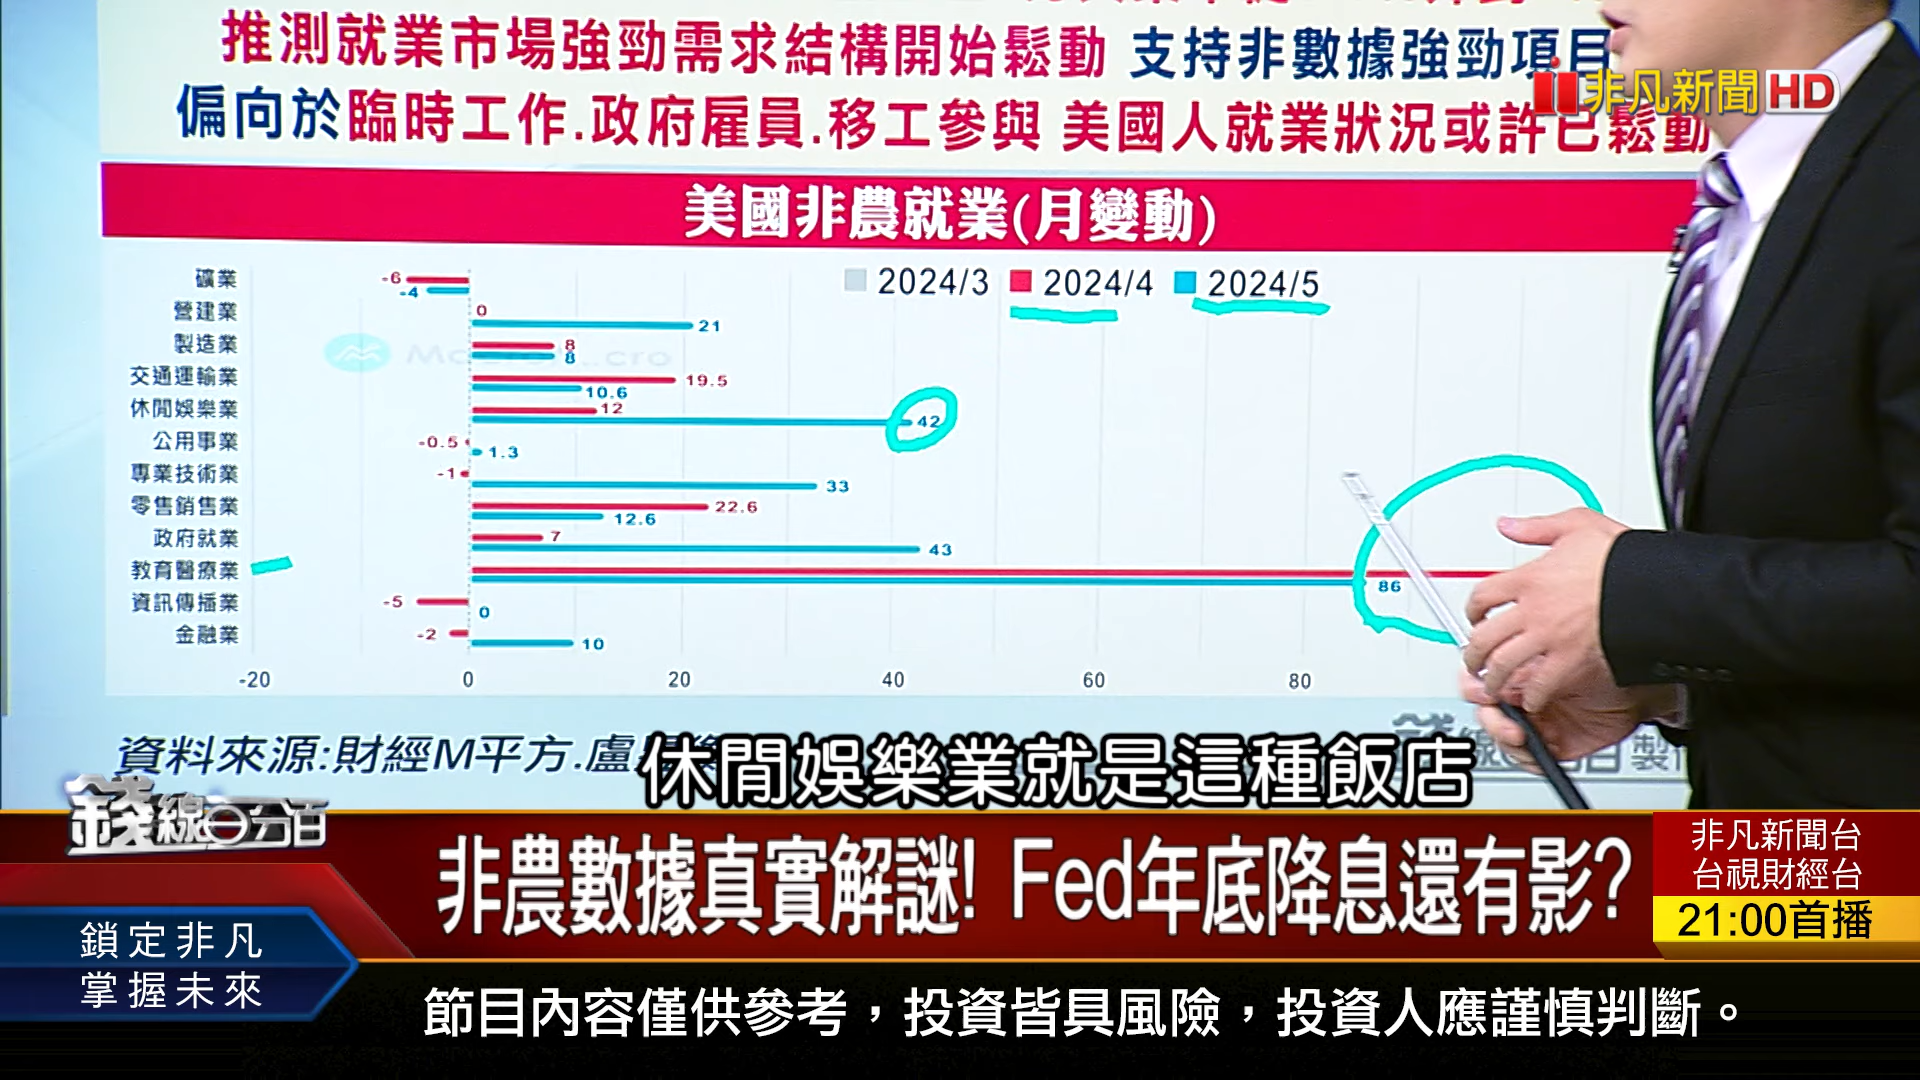 推測就業市場強勁需求結構開始鬆動 支持非數據強勁項目
偏向於臨時工作.政府雇員.移工參與 美國人就業狀況或許已鬆動
非凡新聞HD
美國非農就業(月變動)
2024/3 2024/4 2024/5
礦業 -6 -4
營建業 0 21
製造業 8 8
交通運輸業 19.5 10.6
休閒娛樂業 12 42
公用事業 -0.5 1.3
專業技術業 -1 33
零售銷售業 22.6 12.6
政府就業 7 43
教育醫療業 86
資訊傳播業 -5 0
金融業 -2 10
-20 0 20 40 60 80
資料來源:財經M平方.盧
休閒娛樂業就是這種飯店
錢線百分百
非農數據真實解謎! Fed年底降息還有影?
非凡新聞台
台視財經台
21:00首播
鎖定非凡
掌握未來
節目內容僅供參考，投資皆具風險，投資人應謹慎判斷。